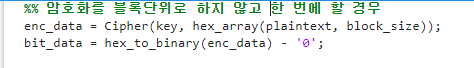 %% 암호화를 블록단위로 하지 않고 한 번에 할 경우
enc_data = Cipher(key, hex_array(plaintext, block_size));
bit_data = hex_to_binary(enc_data) - '0';